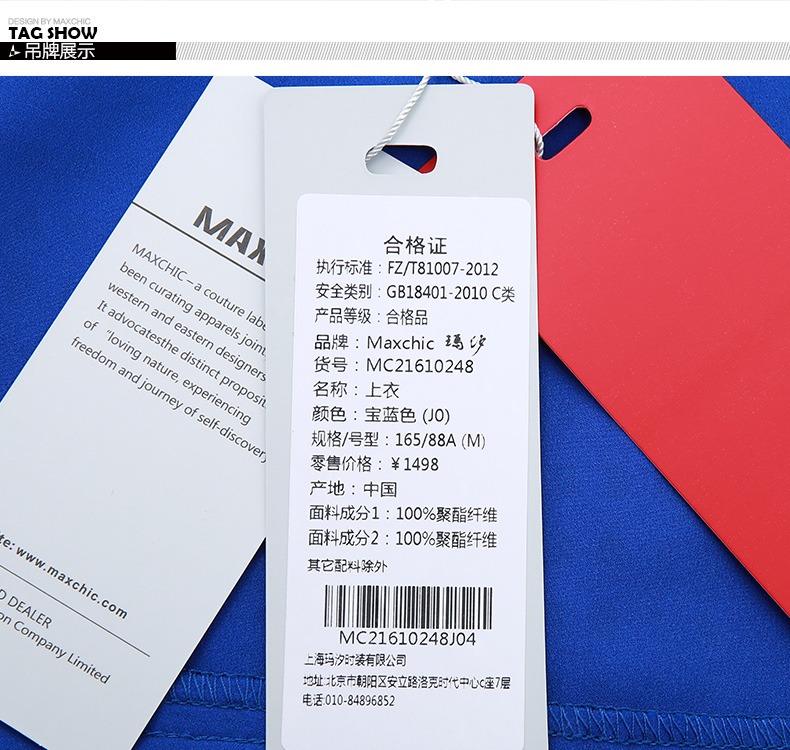 DESIGN BY MAXCHIC
TAG SHOW
吊牌展示
MAXCHIC—a couture
been curating apparels
western and eastern designers
It advocatesthe distinct
of "loving nature, experiencing
freedom and journey of self-discovery
www.maxchic.com
DEALER
Company Limited
合格证
执行标准：FZ/T81007-2012
安全类别：GB18401-2010 C类
产品等级：合格品
品牌：Maxchic 玛汐
货号：MC21610248
名称：上衣
颜色：宝蓝色 (J0)
规格/号型：165/88A (M)
零售价格：￥1498
产地：中国
面料成分1：100%聚酯纤维
面料成分2：100%聚酯纤维
其它配料除外
MC21610248J04
上海玛汐时装有限公司
地址:北京市朝阳区安立路洛克时代中心c座7层
电话:010-84896852